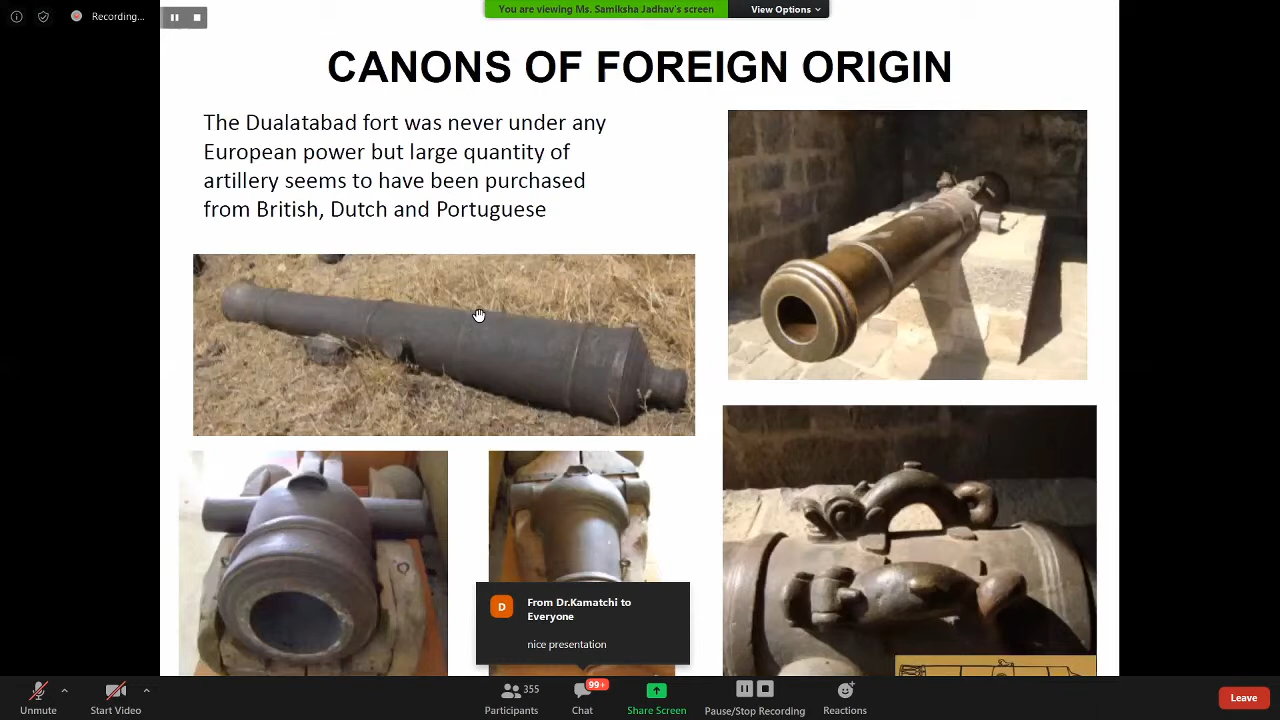 Recording...
You are viewing Ms. Samiksha Jadhav's screen
View Options
CANONS OF FOREIGN ORIGIN
The Dualatabad fort was never under any
European power but large quantity of
artillery seems to have been purchased
from British, Dutch and Portuguese
D
From Dr.Kamatchi to
Everyone
nice presentation
Unmute
Start Video
355
Participants
99+
Chat
Share Screen
Pause/Stop Recording
Reactions
Leave